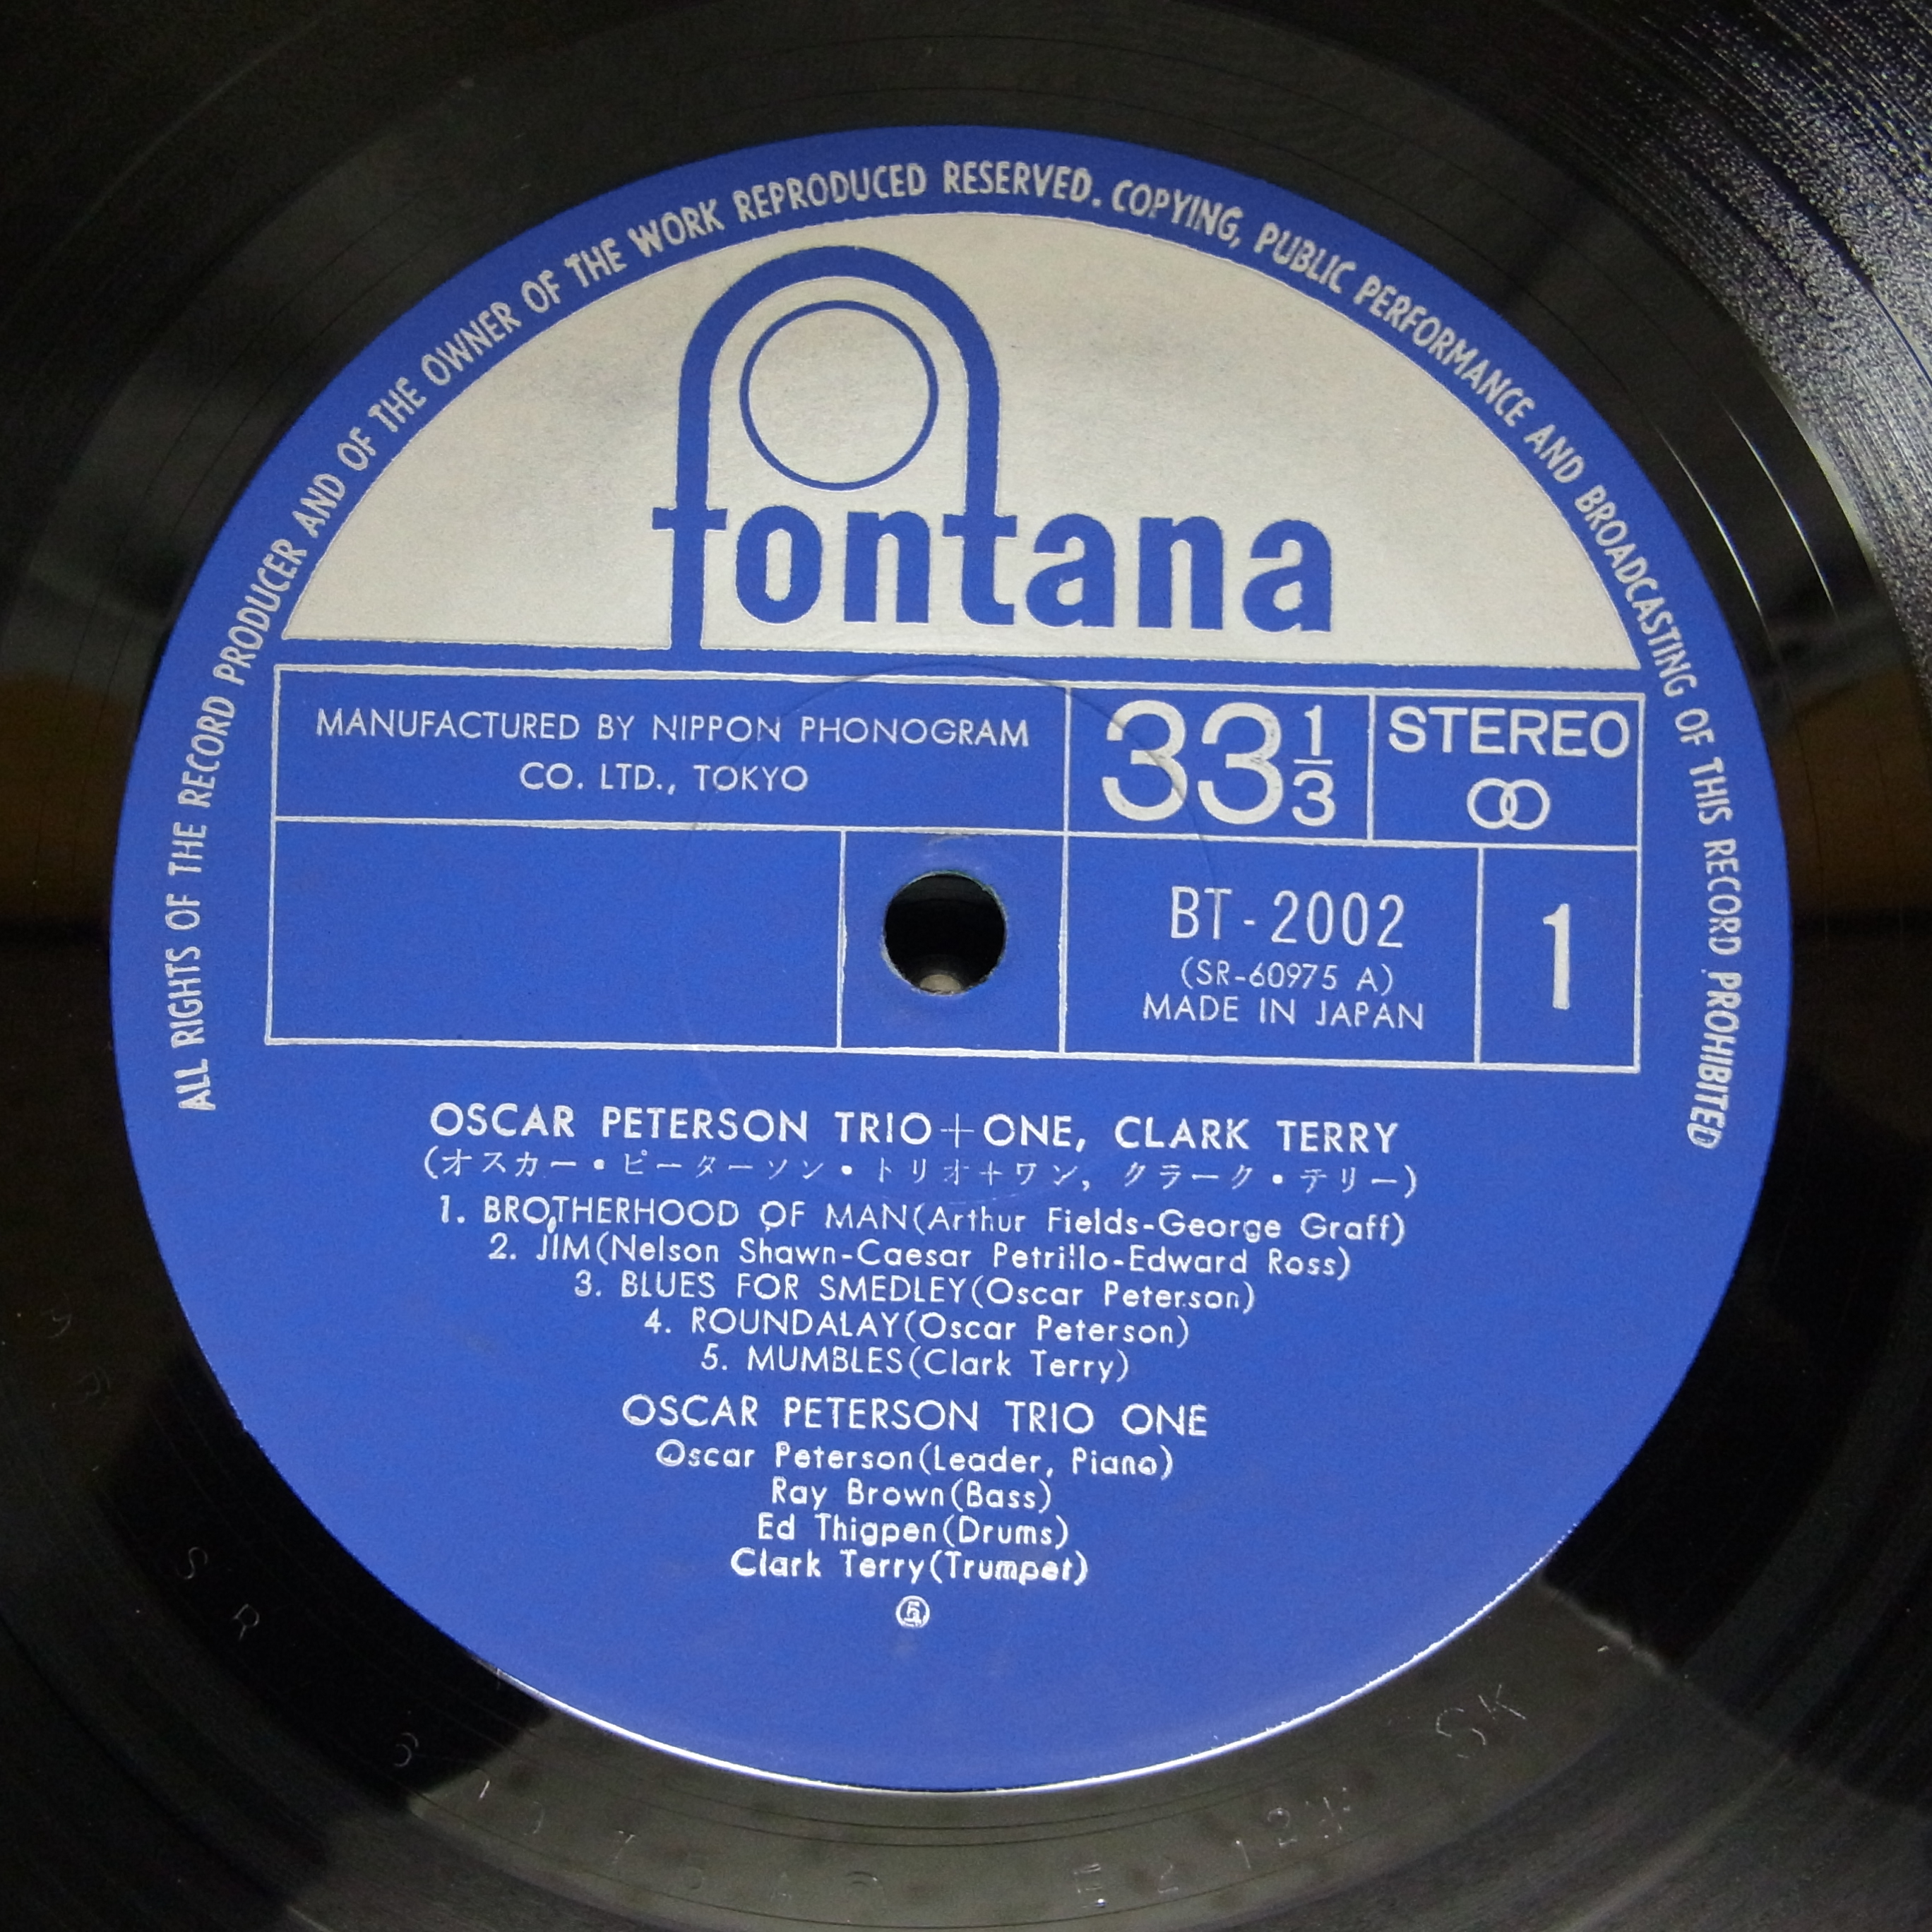 ALL RIGHTS OF THE RECORD PRODUCER AND OF THE OWNER OF THE WORK REPRODUCED RESERVED. COPYING, PUBLIC PERFORMANCE AND BROADCASTING OF THIS RECORD PROHIBITED
fontana
MANUFACTURED BY NIPPON PHONOGRAM
CO. LTD., TOKYO
33 1/3
STEREO
BT-2002
(SR-60975 A)
MADE IN JAPAN
1
OSCAR PETERSON TRIO+ONE, CLARK TERRY
(オスカー・ピーターソン・トリオ+ワン, クラーク・テリー)
1. BROTHERHOOD OF MAN(Arthur Fields-George Graff)
2. JIM(Nelson Shawn-Caesar Petrillo-Edward Ross)
3. BLUES FOR SMEDLEY(Oscar Peterson)
4. ROUNDALAY(Oscar Peterson)
5. MUMBLES(Clark Terry)
OSCAR PETERSON TRIO ONE
Oscar Peterson(Leader, Piano)
Ray Brown(Bass)
Ed Thigpen(Drums)
Clark Terry(Trumpet)
SK